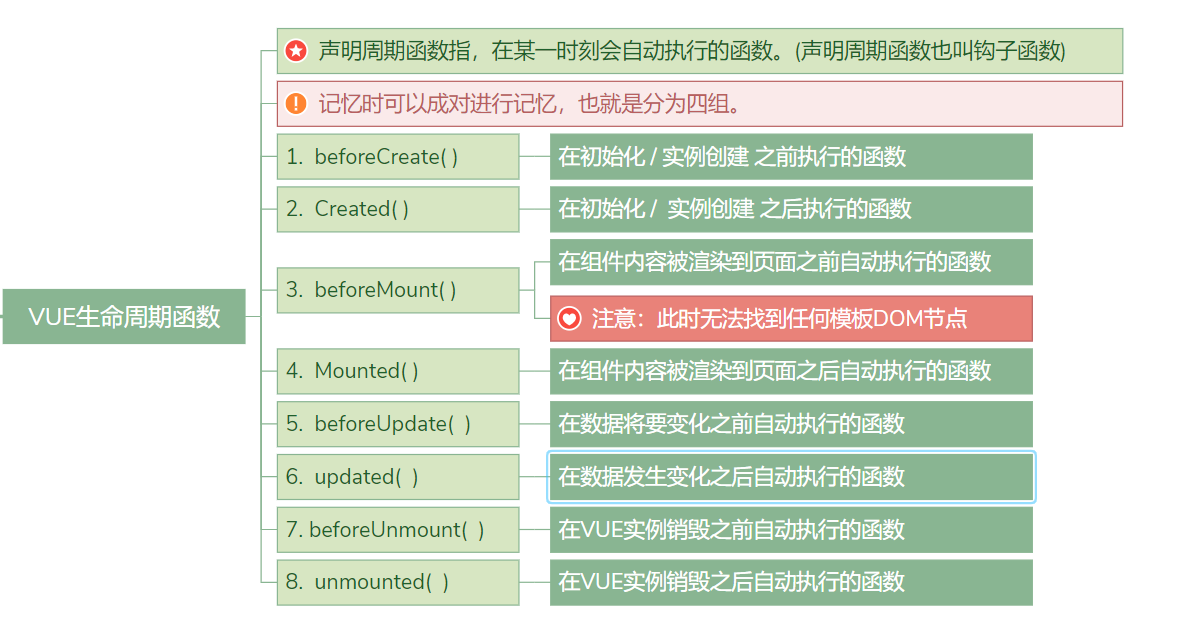 声明周期函数指，在某一时刻会自动执行的函数。(声明周期函数也叫钩子函数)
记忆时可以成对进行记忆，也就是分为四组。
1. beforeCreate( )
在初始化 / 实例创建 之前执行的函数
2. Created( )
在初始化 / 实例创建 之后执行的函数
VUE生命周期函数
3. beforeMount( )
在组件内容被渲染到页面之前自动执行的函数
注意：此时无法找到任何模板DOM节点
4. Mounted( )
在组件内容被渲染到页面之后自动执行的函数
5. beforeUpdate( )
在数据将要变化之前自动执行的函数
6. updated( )
在数据发生变化之后自动执行的函数
7. beforeUnmount( )
在VUE实例销毁之前自动执行的函数
8. unmounted( )
在VUE实例销毁之后自动执行的函数